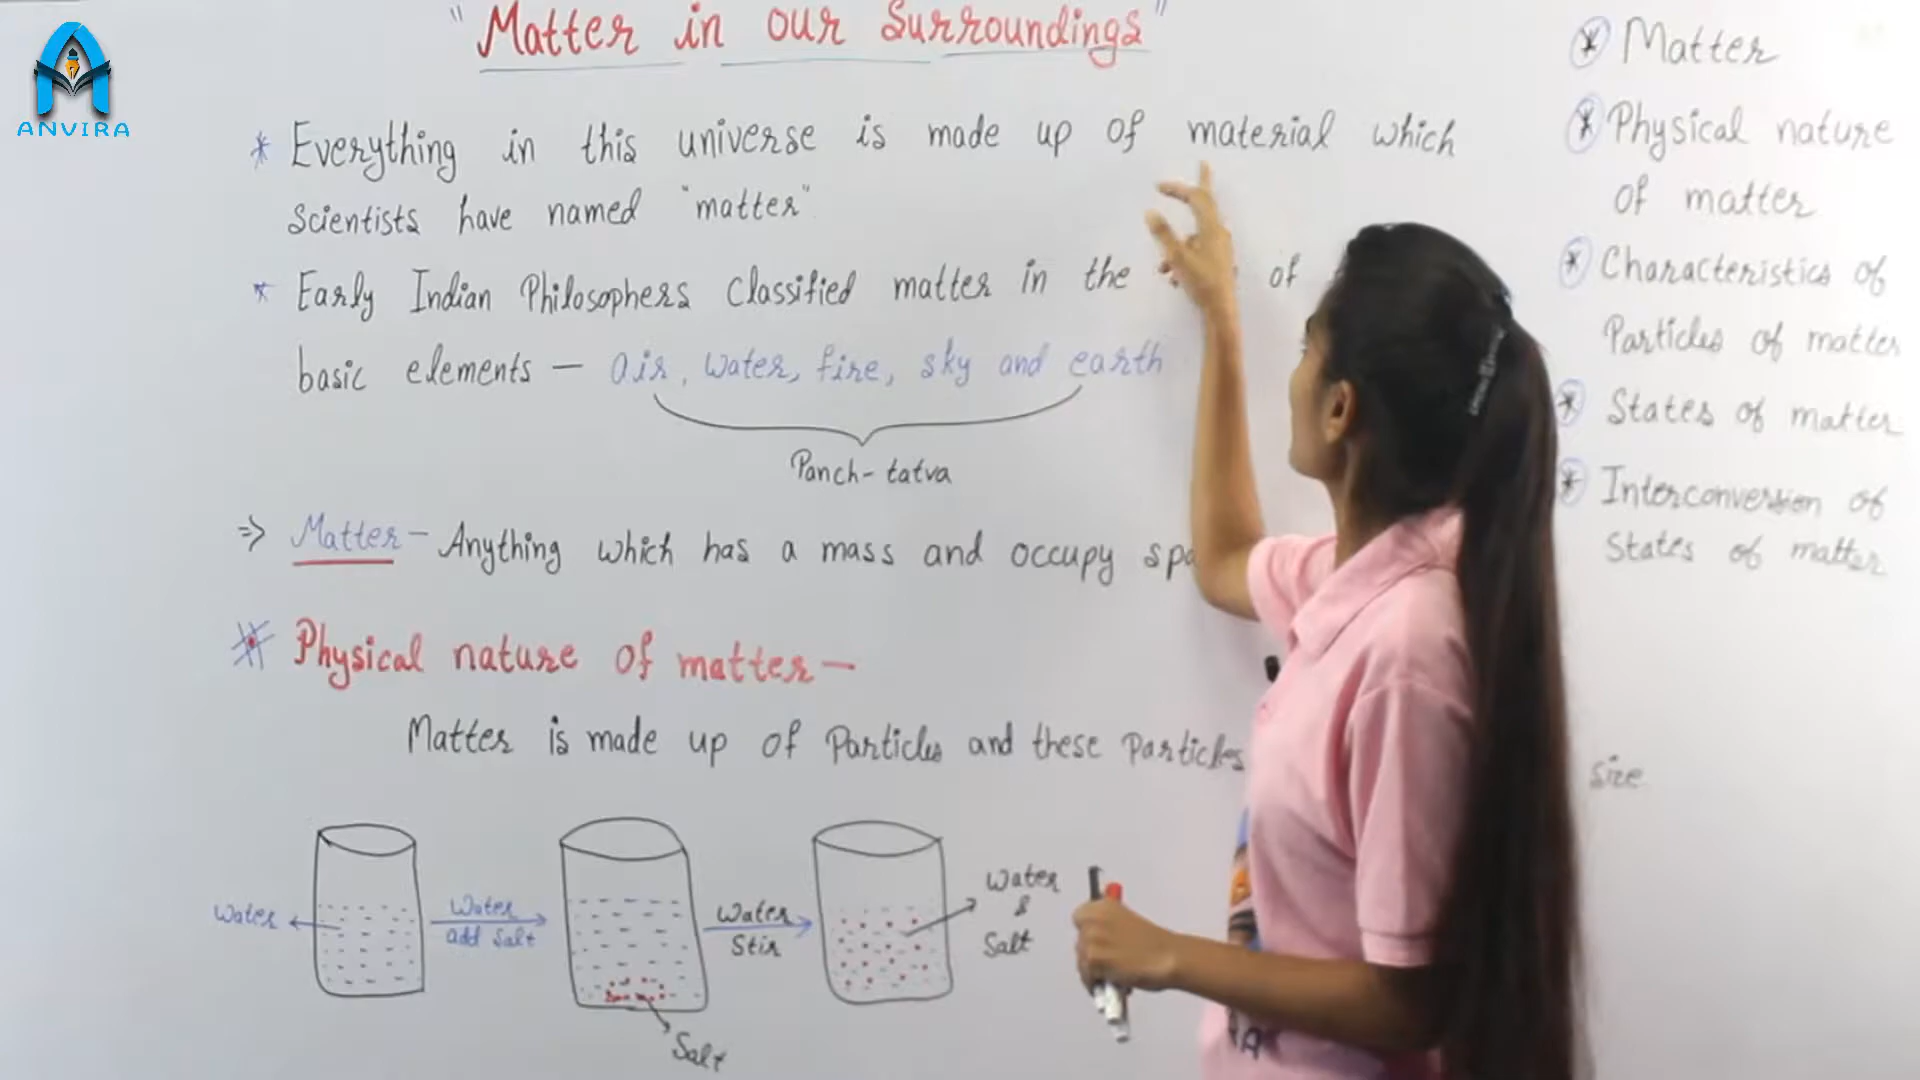 ANVIRA
"Matter in our Surroundings"
* Everything in this universe is made up of material which
Scientists have named "matter"
* Early Indian Philosophers Classified matter in the of
basic elements - air, water, fire, sky and earth
Panch-tatva
⇒ Matter - Anything which has a mass and occupy spa
* Physical nature of matter -
Matter is made up of Particles and these Particles size
Water
Water
add Salt
Salt
Water
Stir
Water
&
Salt
* Matter
* Physical nature
of matter
* Characteristics of
Particles of matter
* States of matter
* Interconversion of
States of matter